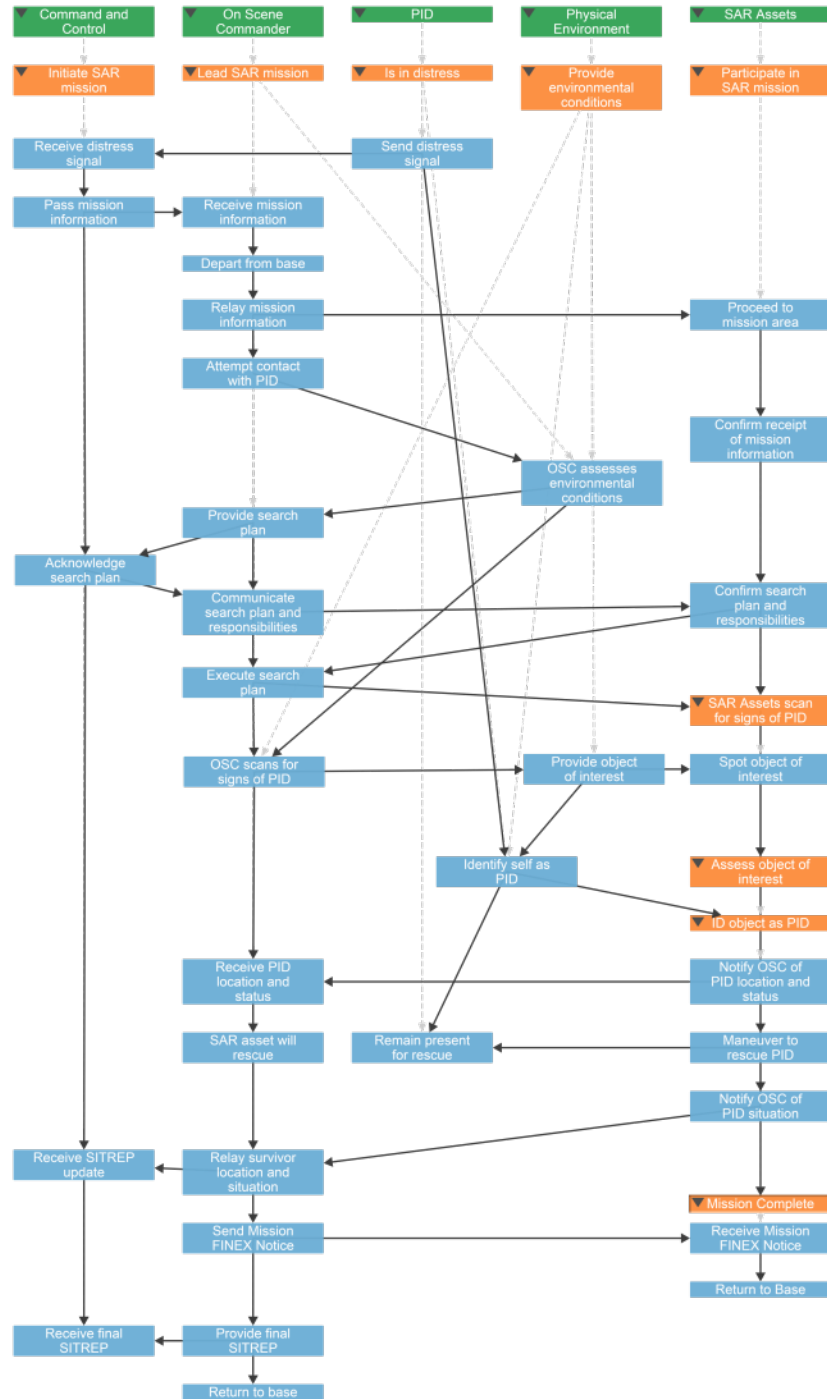 Command and
Control
On Scene
Commander
PID
Physical
Environment
SAR Assets
Initiate SAR
mission
Lead SAR mission
Is in distress
Provide
environmental
conditions
Participate in
SAR mission
Receive distress
signal
Send distress
signal
Pass mission
information
Receive mission
information
Depart from base
Relay mission
information
Proceed to
mission area
Attempt contact
with PID
Confirm receipt
of mission
information
OSC assesses
environmental
conditions
Provide search
plan
Acknowledge
search plan
Communicate
search plan and
responsibilities
Confirm search
plan and
responsibilities
Execute search
plan
SAR Assets scan
for signs of PID
OSC scans for
signs of PID
Provide object
of interest
Spot object of
interest
Identify self as
PID
Assess object of
interest
ID object as PID
Receive PID
location and
status
Notify OSC of
PID location and
status
SAR asset will
rescue
Remain present
for rescue
Maneuver to
rescue PID
Notify OSC of
PID situation
Receive SITREP
update
Relay survivor
location and
situation
Mission Complete
Send Mission
FINEX Notice
Receive Mission
FINEX Notice
Return to Base
Receive final
SITREP
Provide final
SITREP
Return to base